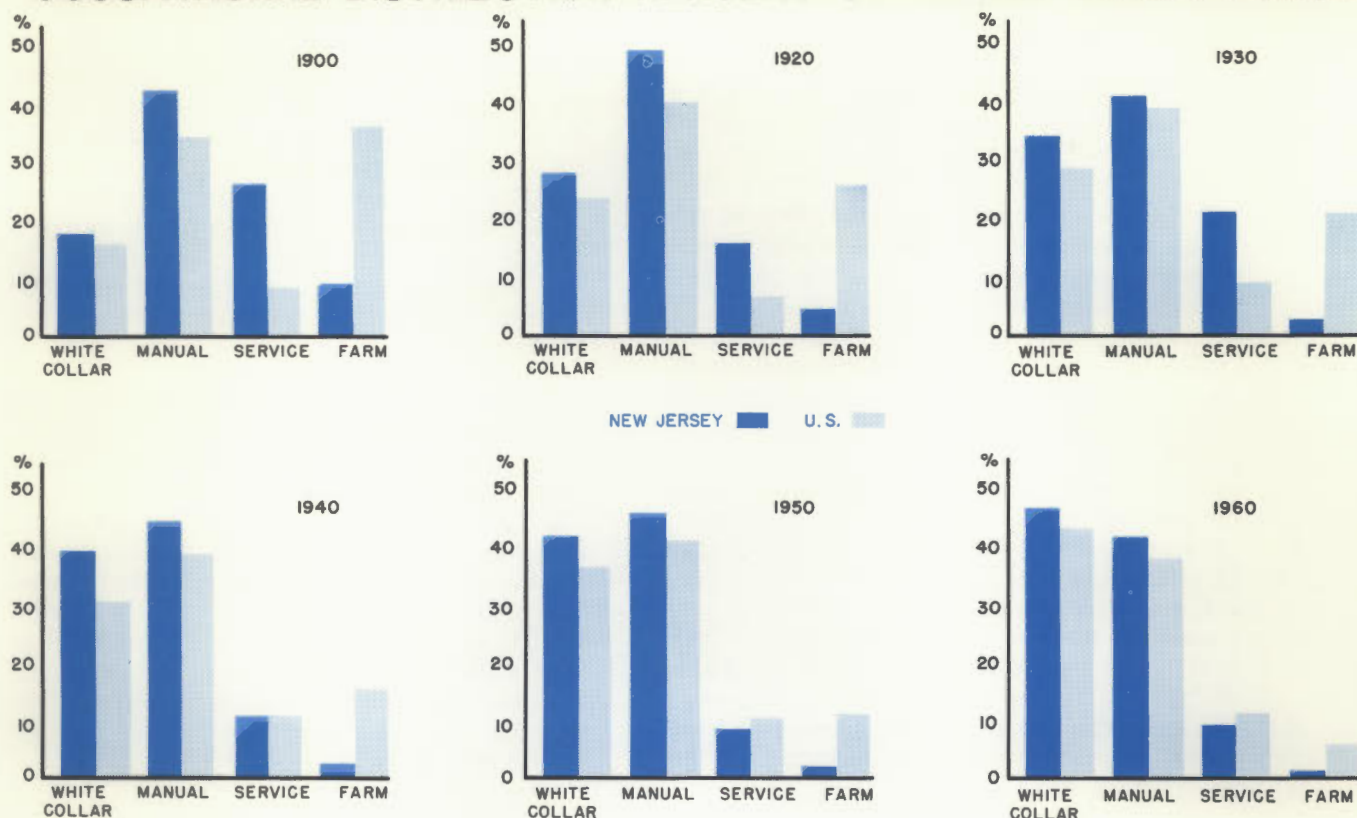 %
50
40
30
20
10
0
1900
WHITE COLLAR
MANUAL
SERVICE
FARM
%
50
40
30
20
10
0
1920
WHITE COLLAR
MANUAL
SERVICE
FARM
%
50
40
30
20
10
0
1930
WHITE COLLAR
MANUAL
SERVICE
FARM
NEW JERSEY
U.S.
%
50
40
30
20
10
0
1940
WHITE COLLAR
MANUAL
SERVICE
FARM
%
50
40
30
20
10
0
1950
WHITE COLLAR
MANUAL
SERVICE
FARM
%
50
40
30
20
10
0
1960
WHITE COLLAR
MANUAL
SERVICE
FARM